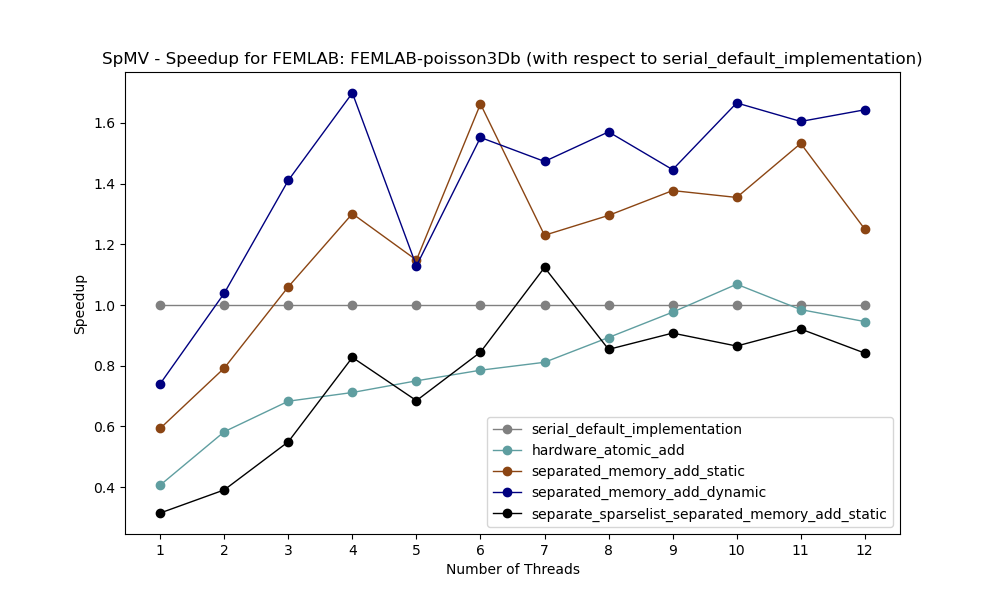 SpMV - Speedup for FEMLAB: FEMLAB-poisson3Db (with respect to serial_default_implementation)
Speedup
1.6
1.4
1.2
1.0
0.8
0.6
0.4
serial_default_implementation
hardware_atomic_add
separated_memory_add_static
separated_memory_add_dynamic
separate_sparselist_separated_memory_add_static
1 2 3 4 5 6 7 8 9 10 11 12
Number of Threads